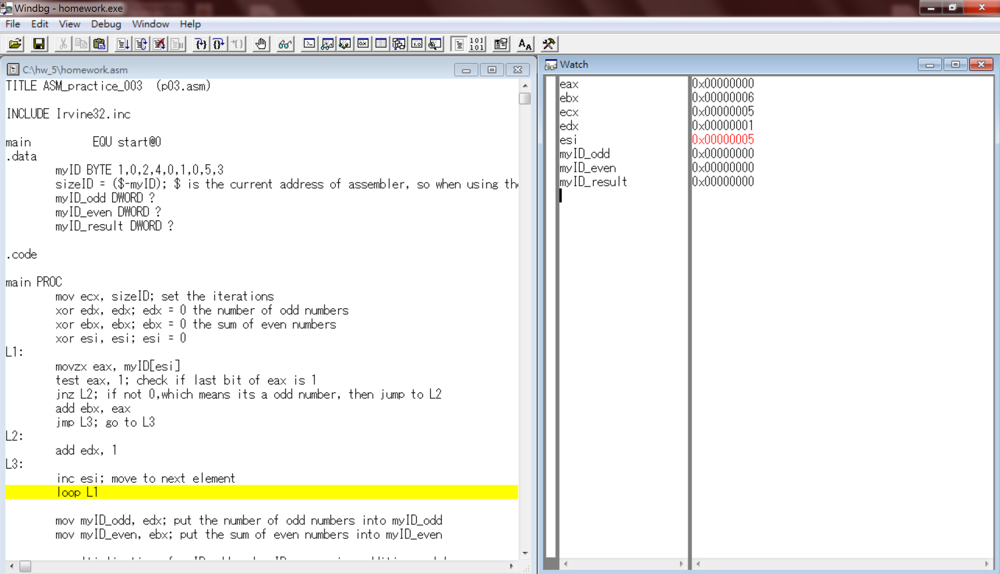 Windbg - homework.exe
File Edit View Debug Window Help
C:\hw_5\homework.asm
TITLE ASM_practice_003 (p03.asm)
INCLUDE Irvine32.inc
main EQU start@0
.data
myID BYTE 1,0,2,4,0,1,0,5,3
sizeID = ($-myID); $ is the current address of assembler, so when using
myID_odd DWORD ?
myID_even DWORD ?
myID_result DWORD ?
.code
main PROC
mov ecx, sizeID; set the iterations
xor edx, edx; edx = 0 the number of odd numbers
xor ebx, ebx; ebx = 0 the sum of even numbers
xor esi, esi; esi = 0
L1:
movzx eax, myID[esi]
test eax, 1; check if last bit of eax is 1
jnz L2; if not 0,which means its a odd number, then jump to L2
add ebx, eax
jmp L3; go to L3
L2:
add edx, 1
L3:
inc esi; move to next element
loop L1
mov myID_odd, edx; put the number of odd numbers into myID_odd
mov myID_even, ebx; put the sum of even numbers into myID_even
Watch
eax 0x00000000
ebx 0x00000006
ecx 0x00000005
edx 0x00000001
esi 0x00000005
myID_odd 0x00000000
myID_even 0x00000000
myID_result 0x00000000